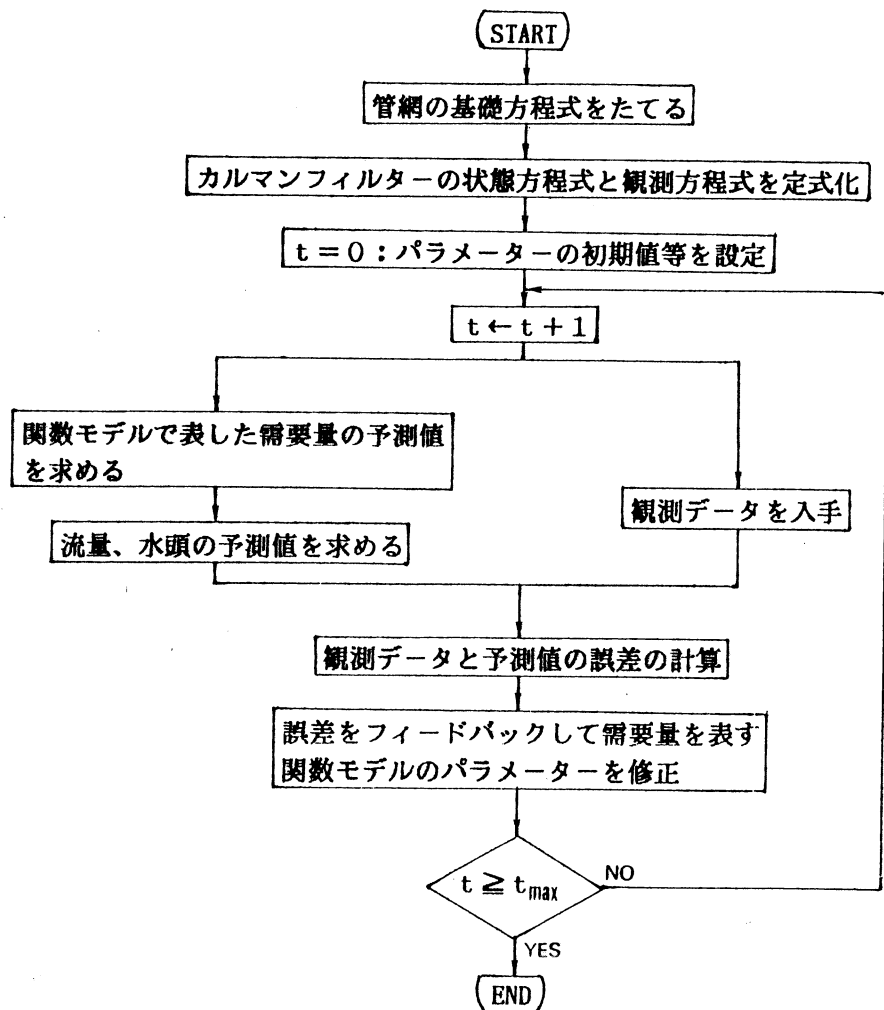 START
管網の基礎方程式をたてる
カルマンフィルターの状態方程式と観測方程式を定式化
t=0:パラメーターの初期値等を設定
t←t+1
関数モデルで表した需要量の予測値
を求める
流量、水頭の予測値を求める
観測データを入手
観測データと予測値の誤差の計算
誤差をフィードバックして需要量を表す
関数モデルのパラメーターを修正
t≧tmax
NO
YES
END